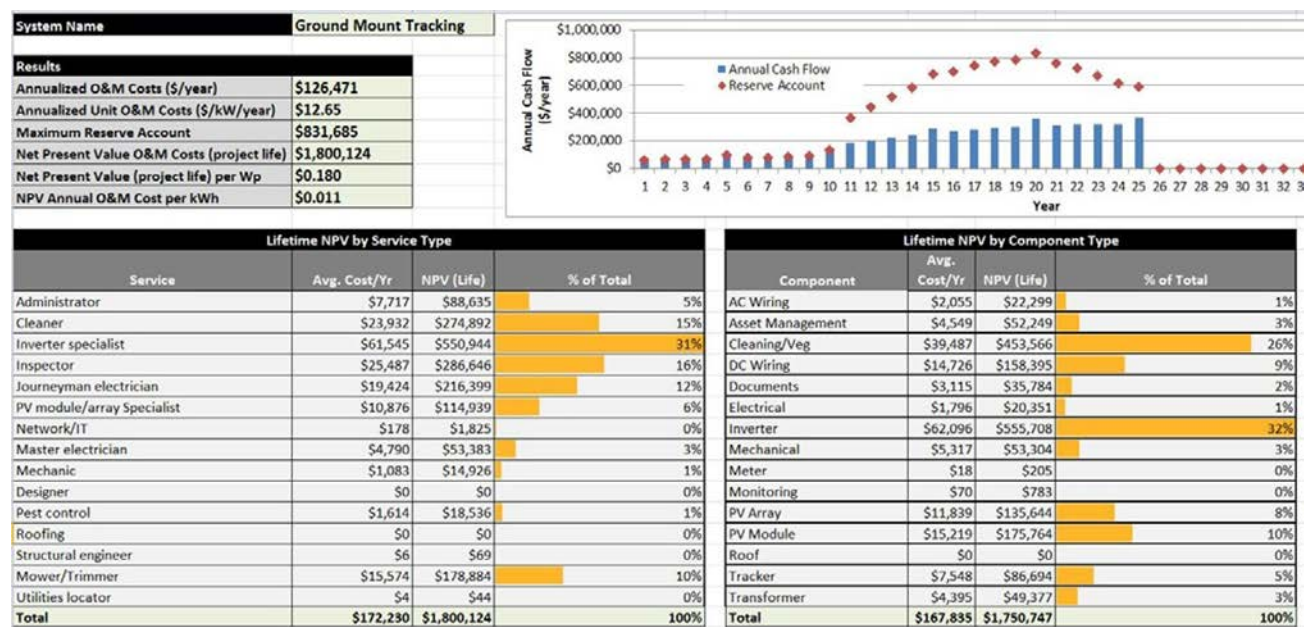 System Name Ground Mount Tracking
Results
Annualized O&M Costs ($/year) $126,471
Annualized Unit O&M Costs ($/kW/year) $12.65
Maximum Reserve Account $831,685
Net Present Value O&M Costs (project life) $1,800,124
Net Present Value (project life) per Wp $0.180
NPV Annual O&M Cost per kWh $0.011
Annual Cash Flow
($/year)
$1,000,000
$800,000
$600,000
$400,000
$200,000
$0
Annual Cash Flow
Reserve Account
1 2 3 4 5 6 7 8 9 10 11 12 13 14 15 16 17 18 19 20 21 22 23 24 25 26 27 28 29 30 31 32
Year
Lifetime NPV by Service Type
Service Avg. Cost/Yr NPV (Life) % of Total
Administrator $7,717 $88,635 5%
Cleaner $23,932 $274,892 15%
Inverter specialist $61,545 $550,944 31%
Inspector $25,487 $286,646 16%
Journeyman electrician $19,424 $216,399 12%
PV module/array Specialist $10,876 $114,939 6%
Network/IT $178 $1,825 0%
Master electrician $4,790 $53,383 3%
Mechanic $1,083 $14,926 1%
Designer $0 $0 0%
Pest control $1,614 $18,536 1%
Roofing $0 $0 0%
Structural engineer $6 $69 0%
Mower/Trimmer $15,574 $178,884 10%
Utilities locator $4 $44 0%
Total $172,230 $1,800,124 100%
Lifetime NPV by Component Type
Component Avg. Cost/Yr NPV (Life) % of Total
AC Wiring $2,055 $22,299 1%
Asset Management $4,549 $52,249 3%
Cleaning/Veg $39,487 $453,566 26%
DC Wiring $14,726 $158,395 9%
Documents $3,115 $35,784 2%
Electrical $1,796 $20,351 1%
Inverter $62,096 $555,708 32%
Mechanical $5,317 $53,304 3%
Meter $18 $205 0%
Monitoring $70 $783 0%
PV Array $11,839 $135,644 8%
PV Module $15,219 $175,764 10%
Roof $0 $0 0%
Tracker $7,548 $86,694 5%
Transformer $4,395 $49,377 3%
Total $167,835 $1,750,747 100%